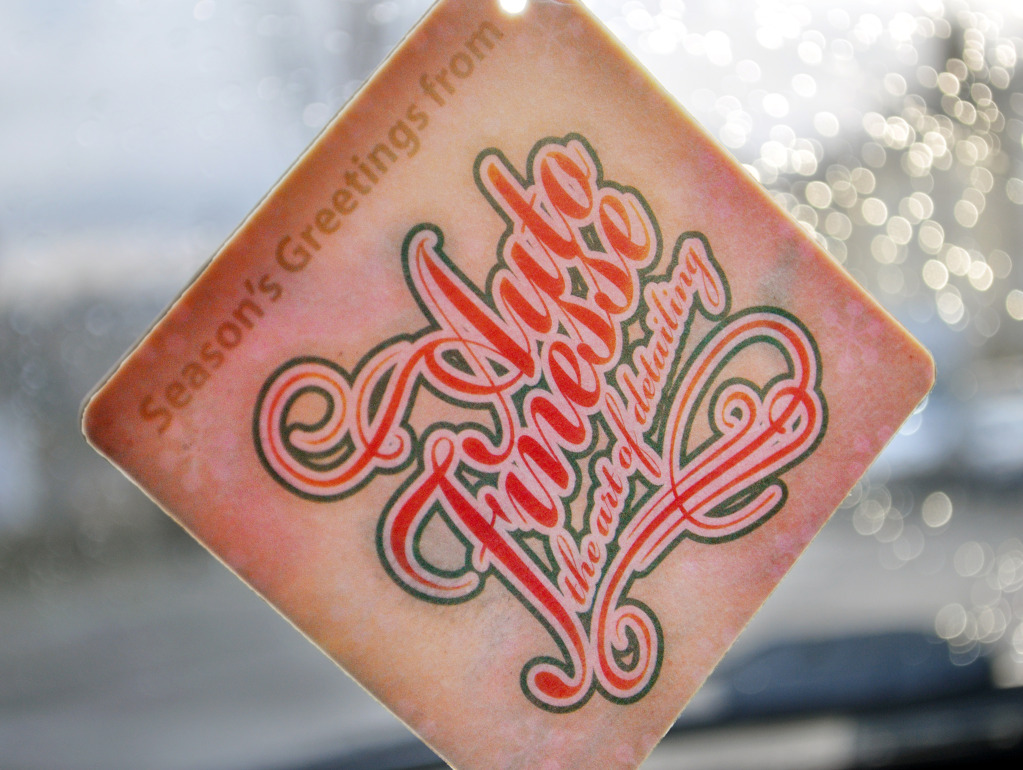 Season's Greetings from
Auto
Finesse
the art of detailing